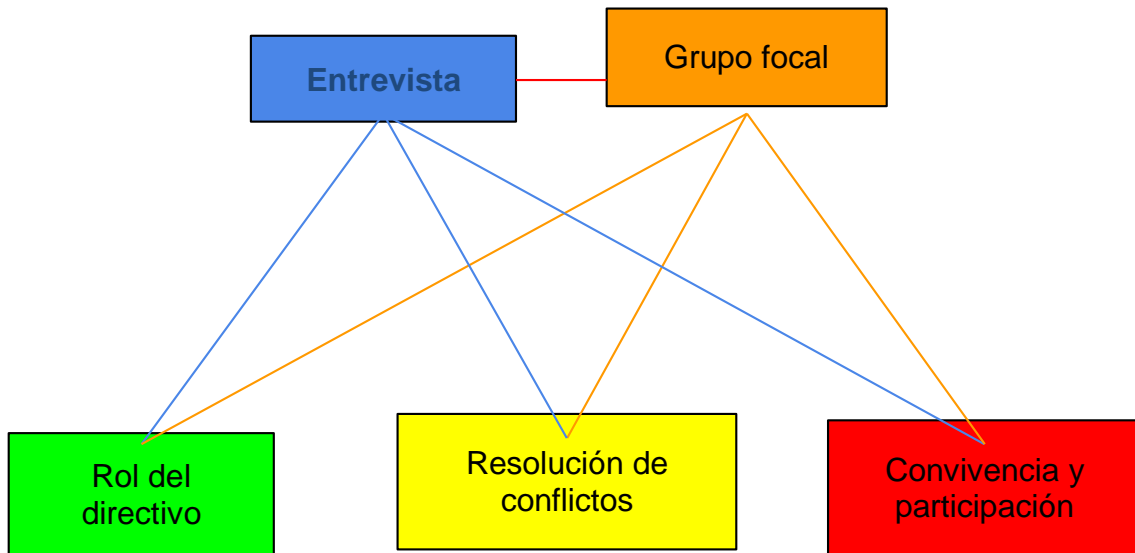 Entrevista
Grupo focal
Rol del
directivo
Resolución de
conflictos
Convivencia y
participación